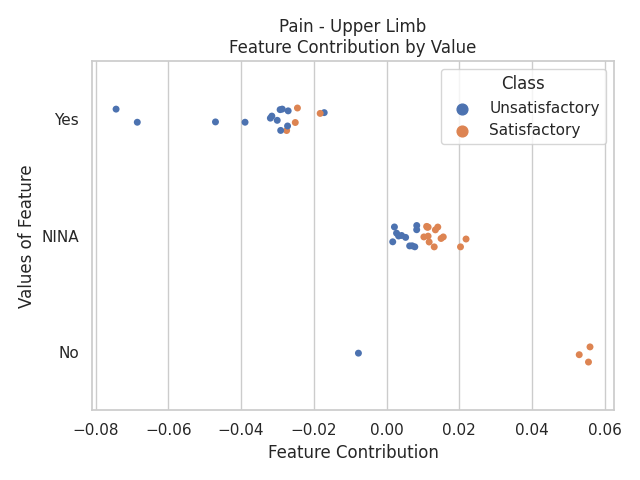 Pain - Upper Limb
Feature Contribution by Value
Class
Unsatisfactory
Satisfactory
Values of Feature
Yes
NINA
No
−0.08 −0.06 −0.04 −0.02 0.00 0.02 0.04 0.06
Feature Contribution